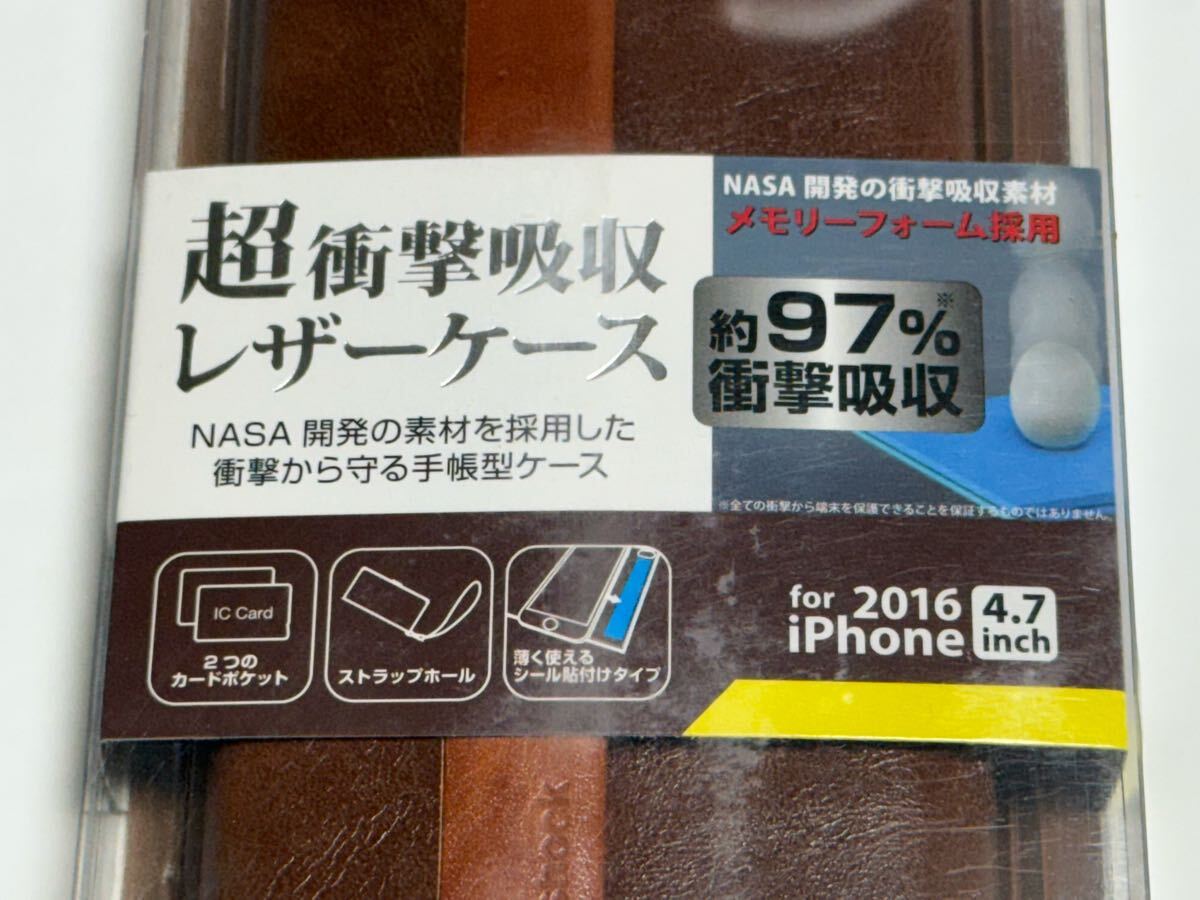 超衝撃吸収
レザーケース
NASA 開発の素材を採用した
衝撃から守る手帳型ケース
NASA 開発の衝撃吸収素材
メモリーフォーム採用
約97%※
衝撃吸収
※全ての衝撃から端末を保護できることを保証するものではありません。
IC Card
2つの
カードポケット
ストラップホール
薄く使える
シール貼付けタイプ
for 2016
iPhone
4.7
inch